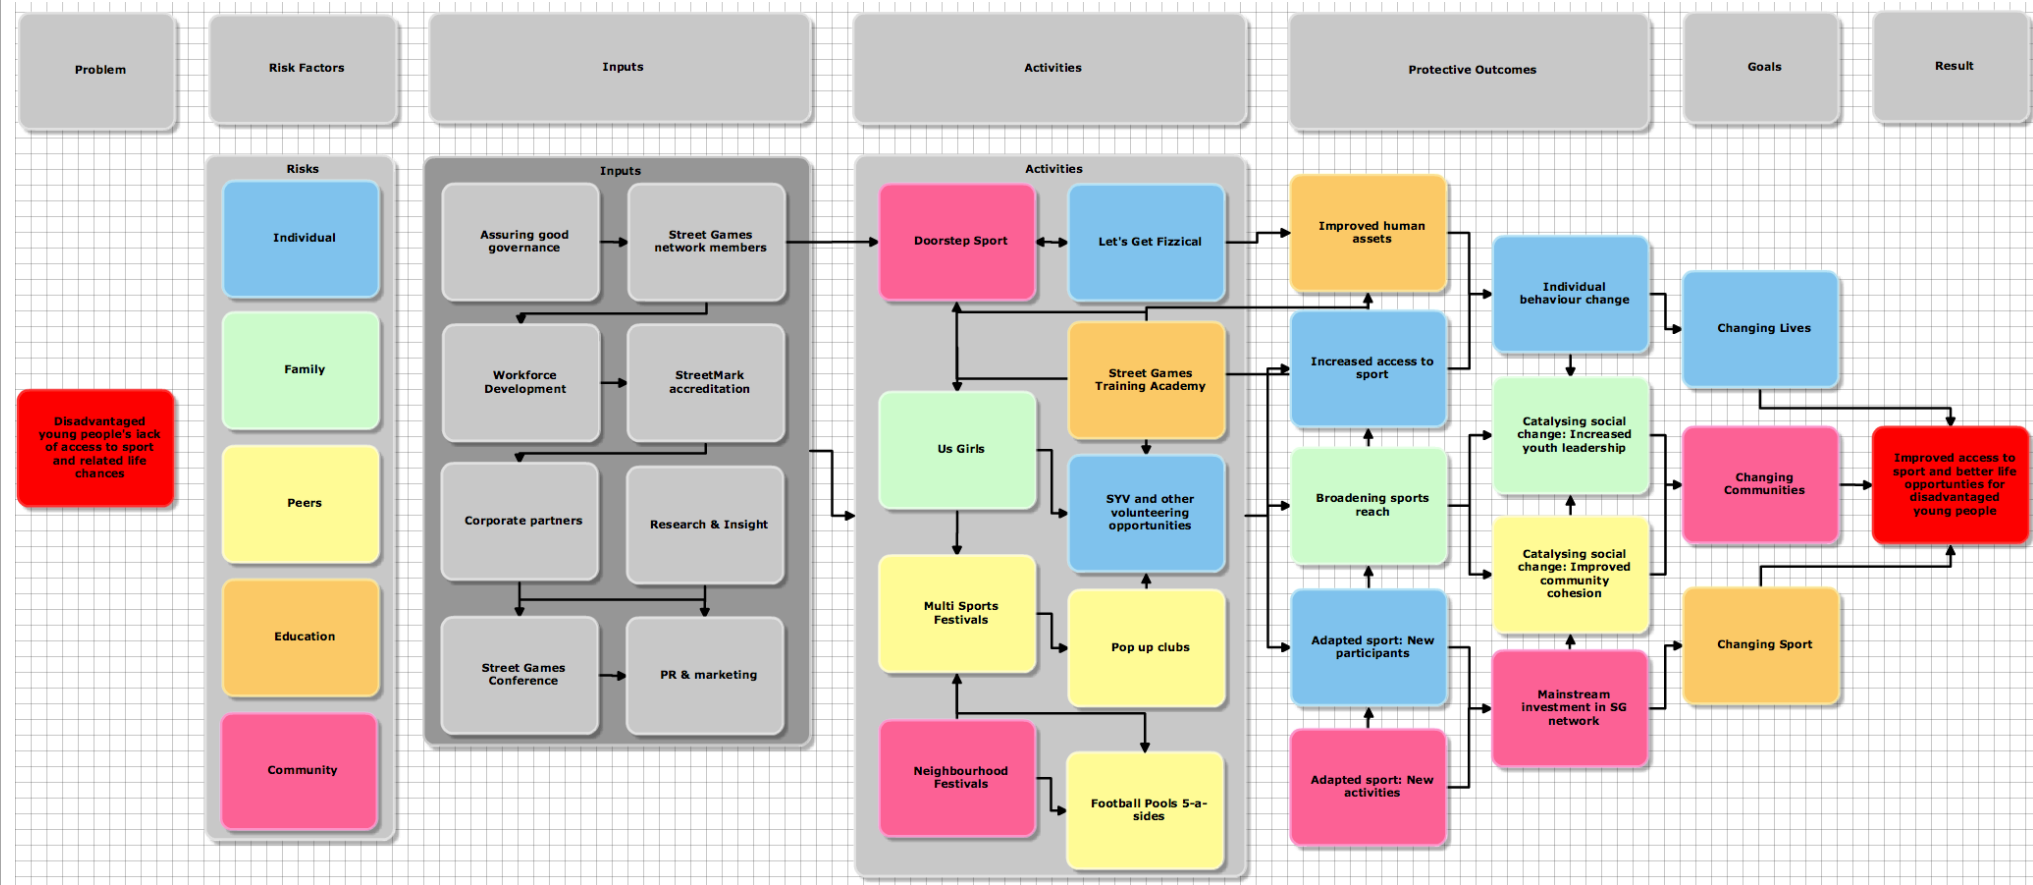 Problem
Risk Factors
Inputs
Activities
Protective Outcomes
Goals
Result
Disadvantaged
young people's lack
of access to sport
and related life
chances
Risks
Individual
Family
Peers
Education
Community
Inputs
Assuring good
governance
Street Games
network members
Workforce
Development
StreetMark
accreditation
Corporate partners
Research & Insight
Street Games
Conference
PR & marketing
Activities
Doorstep Sport
Let's Get Fizzical
Street Games
Training Academy
Us Girls
SYV and other
volunteering
opportunities
Multi Sports
Festivals
Pop up clubs
Neighbourhood
Festivals
Football Pools 5-a-
sides
Improved human
assets
Increased access to
sport
Broadening sports
reach
Adapted sport: New
participants
Adapted sport: New
activities
Individual
behaviour change
Catalysing social
change: Increased
youth leadership
Catalysing social
change: Improved
community
cohesion
Mainstream
investment in SG
network
Changing Lives
Changing
Communities
Changing Sport
Improved access to
sport and better life
opportunties for
disadvantaged
young people